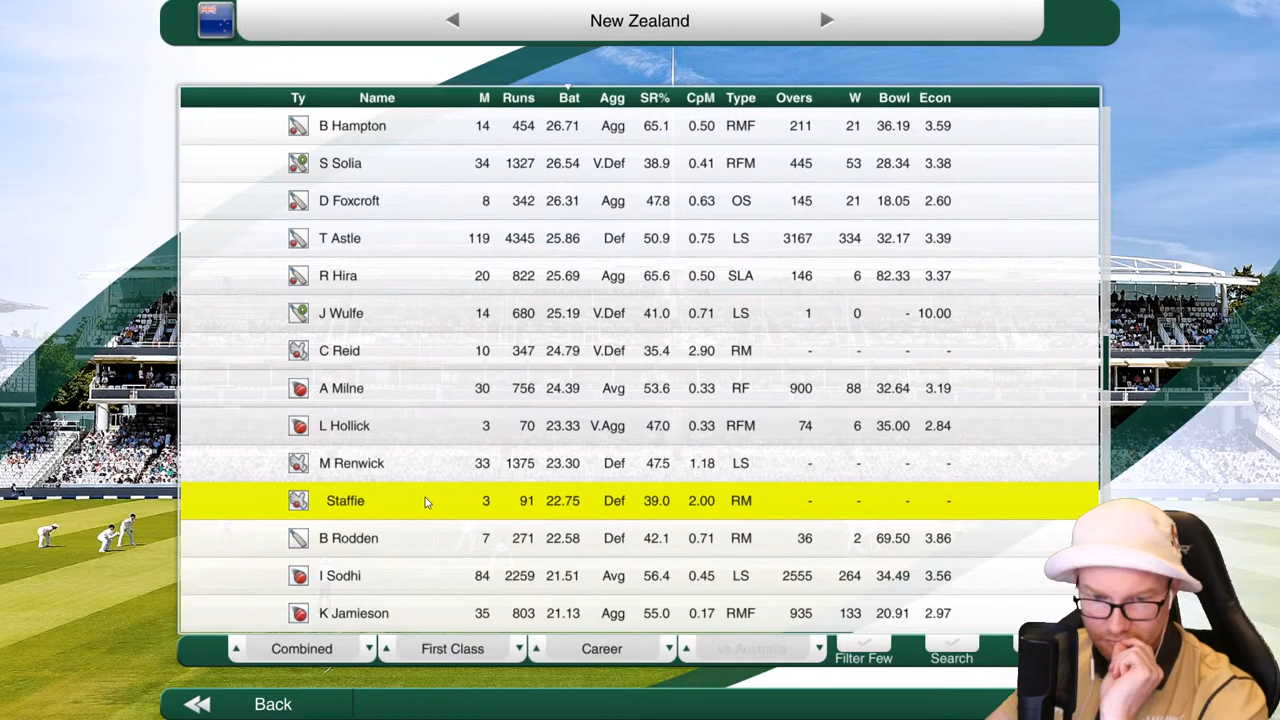 New Zealand
Ty Name M Runs Bat Agg SR% CpM Type Overs W Bowl Econ
B Hampton 14 454 26.71 Agg 65.1 0.50 RMF 211 21 36.19 3.59
S Solia 34 1327 26.54 V.Def 38.9 0.41 RFM 445 53 28.34 3.38
D Foxcroft 8 342 26.31 Agg 47.8 0.63 OS 145 21 18.05 2.60
T Astle 119 4345 25.86 Def 50.9 0.75 LS 3167 334 32.17 3.39
R Hira 20 822 25.69 Agg 65.6 0.50 SLA 146 6 82.33 3.37
J Wulfe 14 680 25.19 V.Def 41.0 0.71 LS 1 0 - 10.00
C Reid 10 347 24.79 V.Def 35.4 2.90 RM - - - -
A Milne 30 756 24.39 Avg 53.6 0.33 RF 900 88 32.64 3.19
L Hollick 3 70 23.33 V.Agg 47.0 0.33 RFM 74 6 35.00 2.84
M Renwick 33 1375 23.30 Def 47.5 1.18 LS - - - -
Staffie 3 91 22.75 Def 39.0 2.00 RM - - - -
B Rodden 7 271 22.58 Def 42.1 0.71 RM 36 2 69.50 3.86
I Sodhi 84 2259 21.51 Avg 56.4 0.45 LS 2555 264 34.49 3.56
K Jamieson 35 803 21.13 Agg 55.0 0.17 RMF 935 133 20.91 2.97
Combined First Class Career vs Australia Filter Few Search
Back